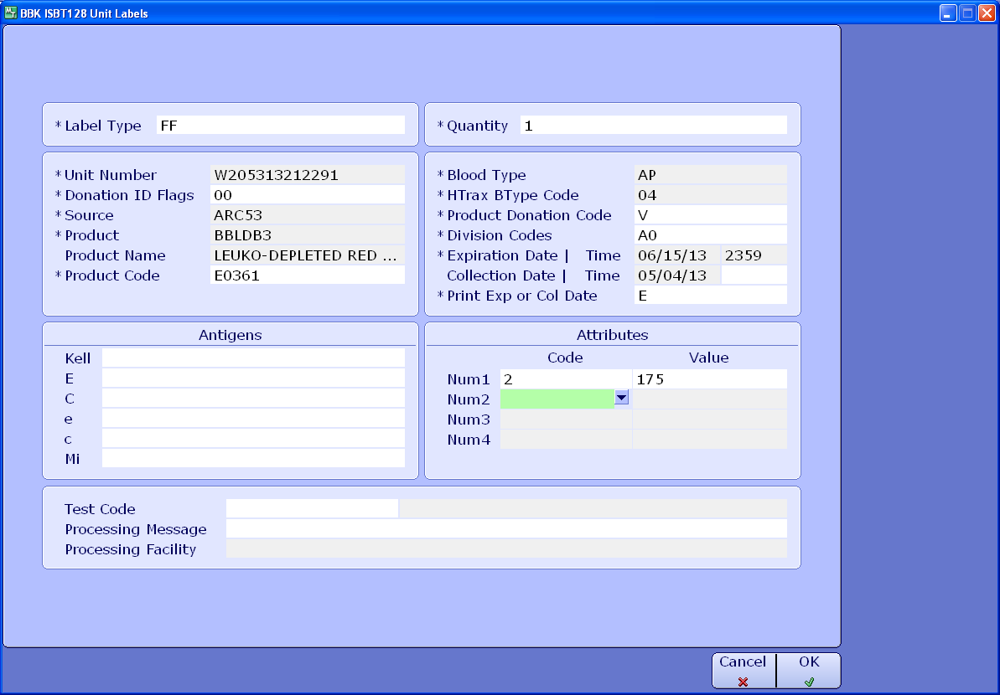 BBK ISBT128 Unit Labels
* Label Type FF
* Quantity 1
* Unit Number W205313212291
* Donation ID Flags 00
* Source ARC53
* Product BBLDB3
Product Name LEUKO-DEPLETED RED ...
* Product Code E0361
* Blood Type AP
* HTrax BType Code 04
* Product Donation Code V
* Division Codes A0
* Expiration Date | Time 06/15/13 2359
Collection Date | Time 05/04/13
* Print Exp or Col Date E
Antigens
Kell
E
C
e
c
Mi
Attributes
Code Value
Num1 2 175
Num2
Num3
Num4
Test Code
Processing Message
Processing Facility
Cancel OK